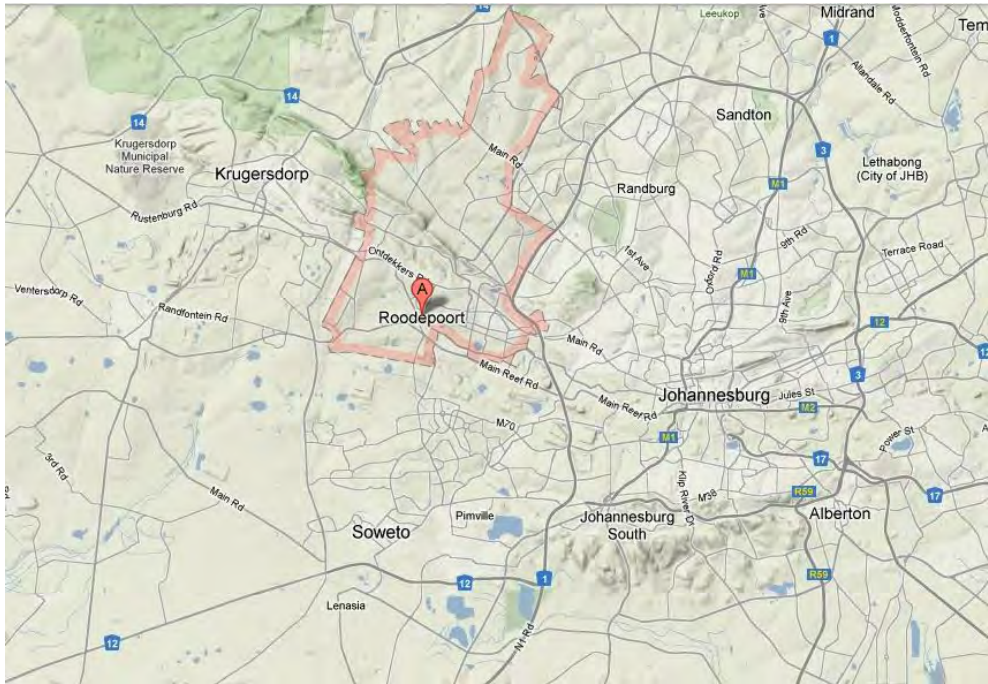 14
Leeukop
we
Midrand
1
Modderfontein Rd
Tem
Allandale Rd
14
14
Sandton
Krugersdorp
Municipal
Nature Reserve
Main Rd
3
Lethabong
(City of JHB)
Krugersdorp
M1
Randburg
Rustenburg Rd
1st Ave
9th Rd
Terrace Road
Oxford Rd
M1
Ontdekkers R
A
9th Ave
Ventersdorp Rd
Randfontein Rd
Roodepoort
12
Main Rd
12
Main Reef Rd
3
Johannesburg
Jules St
Main Reef Rd
M2
M70
M1
Power St
A
3rd Rd
Rd
17
Klip River Dr
R59
17
Main Rd
M38
Pimville
Johannesburg
South
Alberton
Soweto
12
1
R59
Lenasia
N1 Rd
12